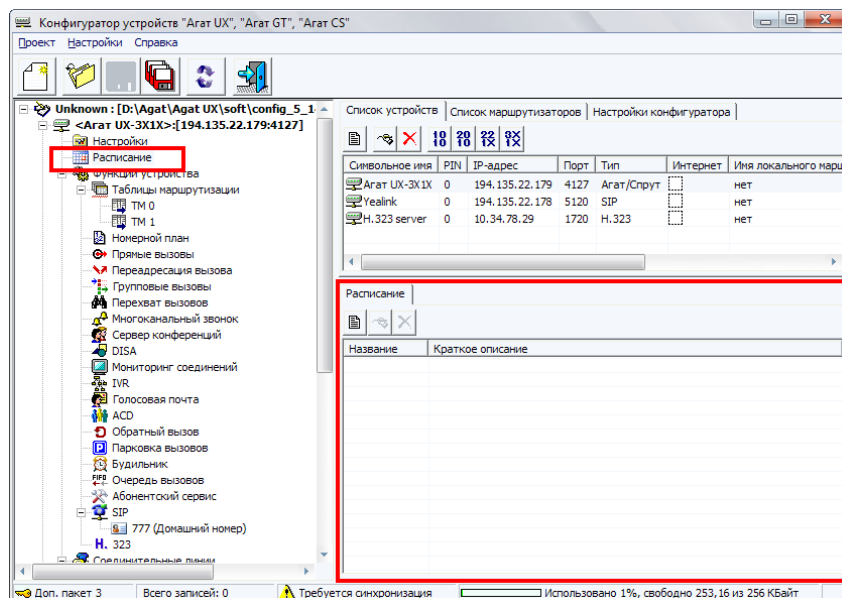 Конфигуратор устройств "Агат UX", "Агат GT", "Агат CS"
Проект Настройки Справка
Unknown : [D:\Agat\Agat UX\soft\config_5_1
<Агат UX-3X1X>:[194.135.22.179:4127]
Настройки
Расписание
Функции устройства
Таблицы маршрутизации
ТМ 0
ТМ 1
Номерной план
Прямые вызовы
Переадресация вызова
Групповые вызовы
Перехват вызовов
Многоканальный звонок
Сервер конференций
DISA
Мониторинг соединений
IVR
Голосовая почта
ACD
Обратный вызов
Парковка вызовов
Будильник
Очередь вызовов
Абонентский сервис
SIP
777 (Домашний номер)
H. 323
Соединительные линии
Список устройств Список маршрутизаторов Настройки конфигуратора
Символьное имя PIN IP-адрес Порт Тип Интернет Имя локального марш
Агат UX-3X1X 0 194.135.22.179 4127 Агат/Спрут нет
Yealink 0 194.135.22.178 5120 SIP нет
H.323 server 0 10.34.78.29 1720 H.323 нет
Расписание
Название Краткое описание
Доп. пакет 3 Всего записей: 0 Требуется синхронизация Использовано 1%, свободно 253,16 из 256 КБайт